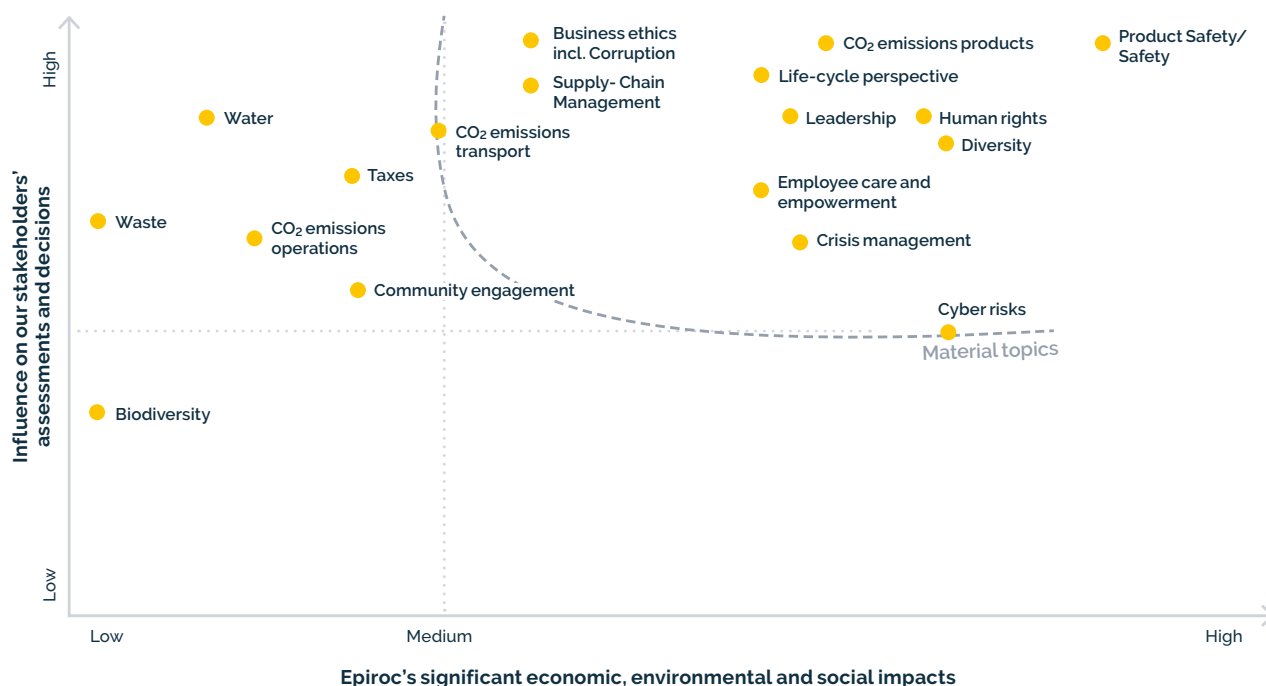 High
Low
Influence on our stakeholders’
assessments and decisions
Business ethics
incl. Corruption
CO₂ emissions products
Product Safety/
Safety
Supply- Chain
Management
Life-cycle perspective
Water
CO₂ emissions
transport
Leadership
Human rights
Diversity
Taxes
Employee care and
empowerment
Waste
CO₂ emissions
operations
Crisis management
Community engagement
Cyber risks
Material topics
Biodiversity
Low
Medium
High
Epiroc’s significant economic, environmental and social impacts